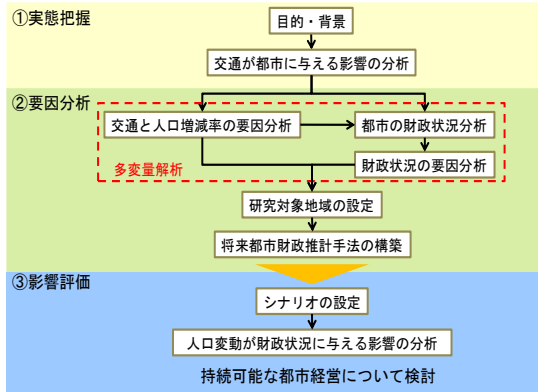 ①実態把握
目的・背景
交通が都市に与える影響の分析
②要因分析
交通と人口増減率の要因分析
都市の財政状況分析
多変量解析
財政状況の要因分析
研究対象地域の設定
将来都市財政推計手法の構築
③影響評価
シナリオの設定
人口変動が財政状況に与える影響の分析
持続可能な都市経営について検討